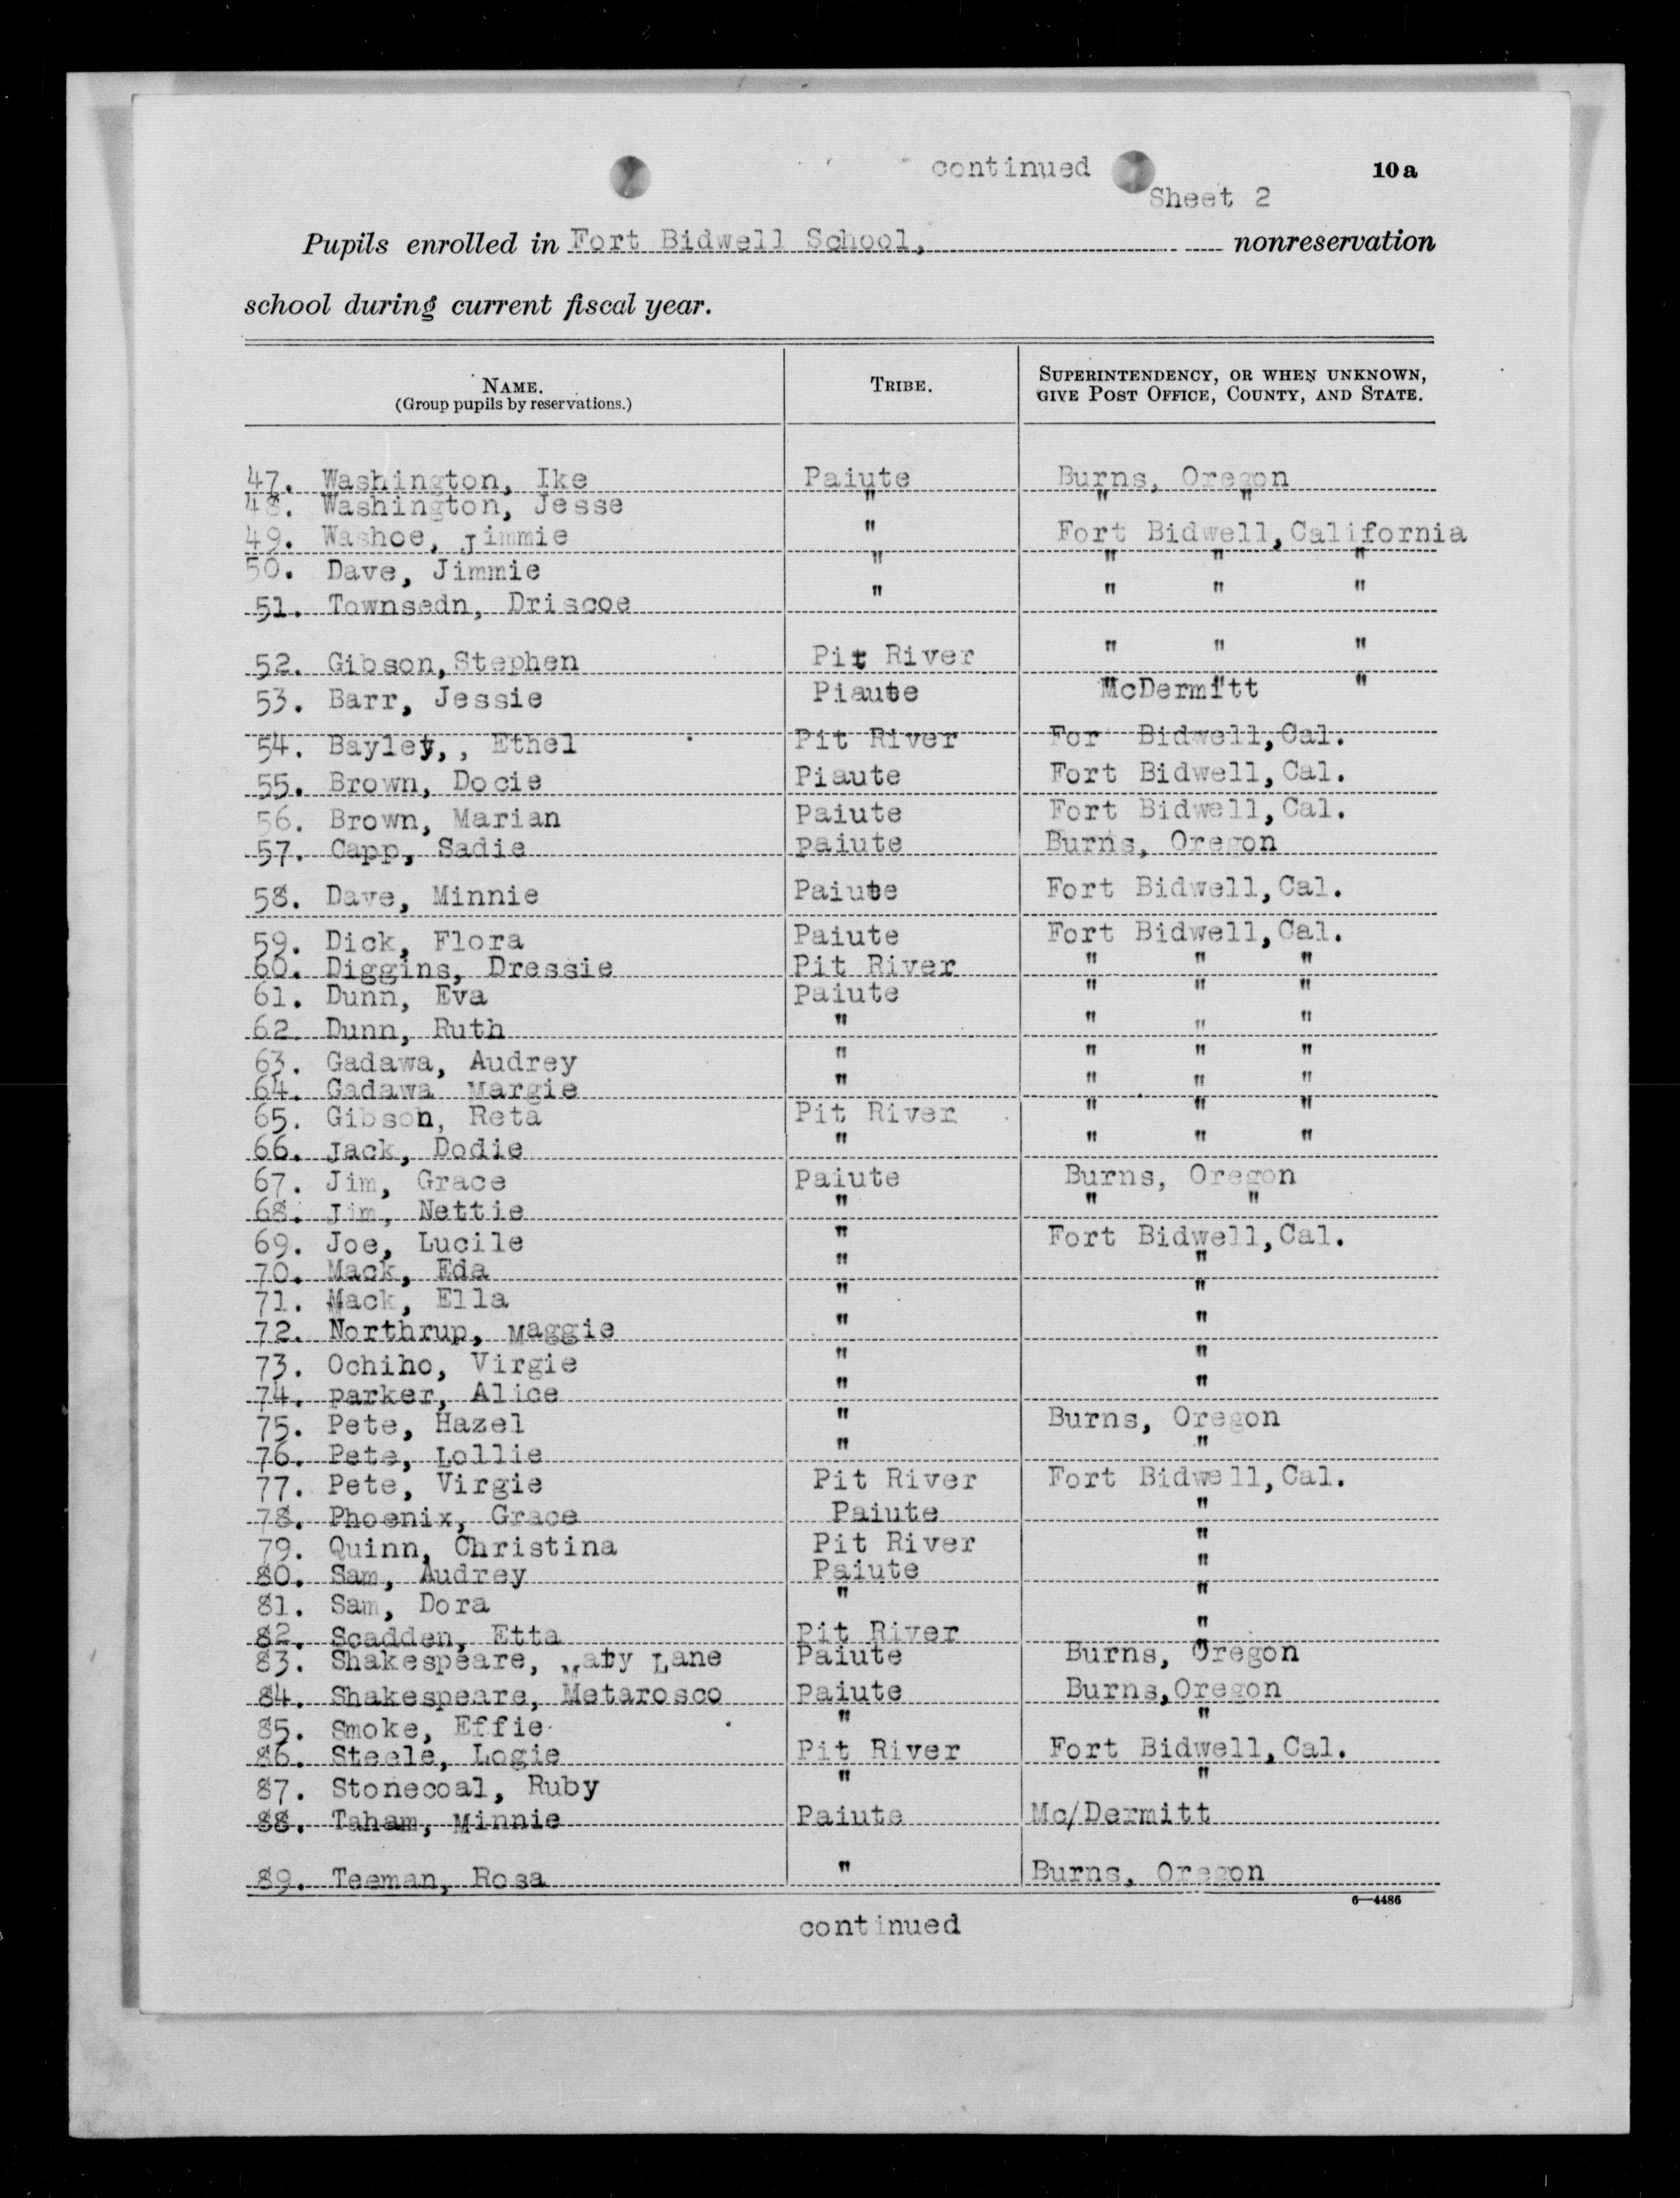 continued
10a
Sheet 2
Pupils enrolled in Fort Bidwell School, nonreservation
school during current fiscal year.
NAME. (Group pupils by reservations.) TRIBE. SUPERINTENDENCY, OR WHEN UNKNOWN, GIVE POST OFFICE, COUNTY, AND STATE.
47. Washington, Ike Paiute Burns, Oregon
48. Washington, Jesse " " "
49. Washoe, Jimmie " Fort Bidwell, California
50. Dave, Jimmie " " " "
51. Townsedn, Driscoe " " " "
52. Gibson, Stephen Pit River " " "
53. Barr, Jessie Piaute McDermitt "
54. Bayley, , Ethel Pit River For Bidwell, Cal.
55. Brown, Docie Piaute Fort Bidwell, Cal.
56. Brown, Marian Paiute Fort Bidwell, Cal.
57. Capp, Sadie paiute Burns, Oregon
58. Dave, Minnie Paiute Fort Bidwell, Cal.
59. Dick, Flora Paiute Fort Bidwell, Cal.
60. Diggins, Dressie Pit River " " "
61. Dunn, Eva Paiute " " "
62. Dunn, Ruth " " " "
63. Gadawa, Audrey " " " "
64. Gadawa Margie " " " "
65. Gibson, Reta Pit River " " "
66. Jack, Dodie " " " "
67. Jim, Grace Paiute Burns, Oregon
68. Jim, Nettie " " "
69. Joe, Lucile " Fort Bidwell, Cal.
70. Mack, Eda " "
71. Mack, Ella " "
72. Northrup, Maggie " "
73. Ochiho, Virgie " "
74. parker, Alice " "
75. Pete, Hazel " Burns, Oregon
76. Pete, Lollie " "
77. Pete, Virgie Pit River Fort Bidwell, Cal.
78. Phoenix, Grace Paiute "
79. Quinn, Christina Pit River "
80. Sam, Audrey Paiute "
81. Sam, Dora " "
82. Scadden, Etta Pit River "
83. Shakespeare, Maty Lane Paiute Burns, Oregon
84. Shakespeare, Metarosco Paiute Burns, Oregon
85. Smoke, Effie " "
86. Steele, Logie Pit River Fort Bidwell, Cal.
87. Stonecoal, Ruby " "
88. Taham, Minnie Paiute Mc/Dermitt
89. Teeman, Rosa " Burns, Oregon
6—4486
continued